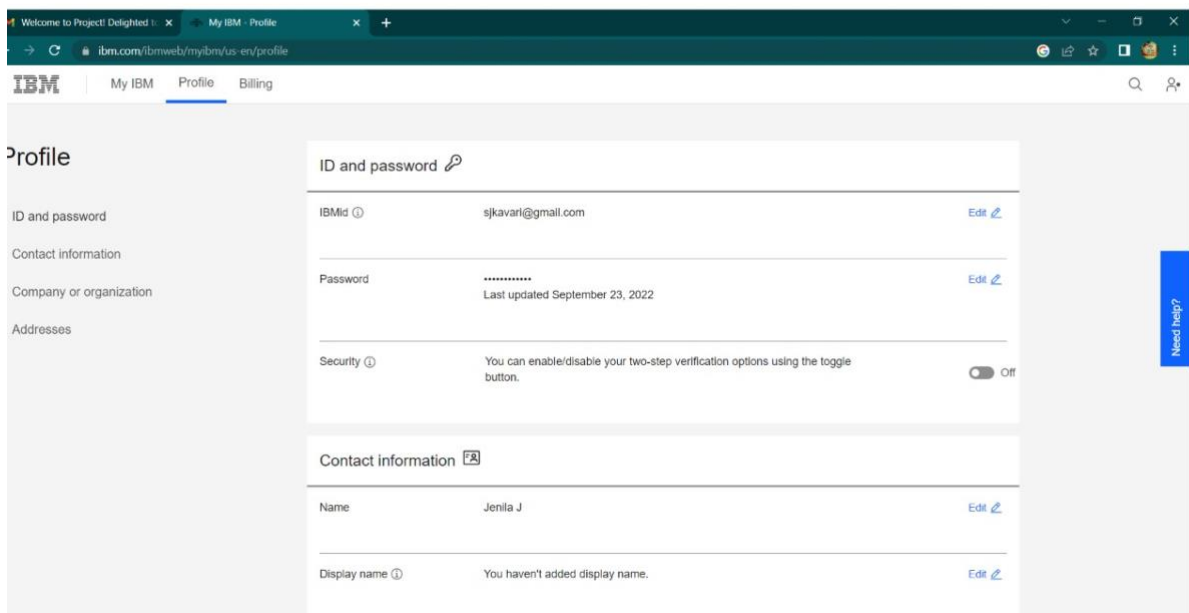 Welcome to Project! Delighted t
My IBM - Profile
ibm.com/ibmweb/myibm/us-en/profile
IBM
My IBM
Profile
Billing
Profile
ID and password
Contact information
Company or organization
Addresses
ID and password
IBMid
sjkavari@gmail.com
Edit
Password
••••••••••••
Edit
Last updated September 23, 2022
Security
You can enable/disable your two-step verification options using the toggle
button.
Off
Contact information
Name
Jenila J
Edit
Display name
You haven't added display name.
Edit
Need help?